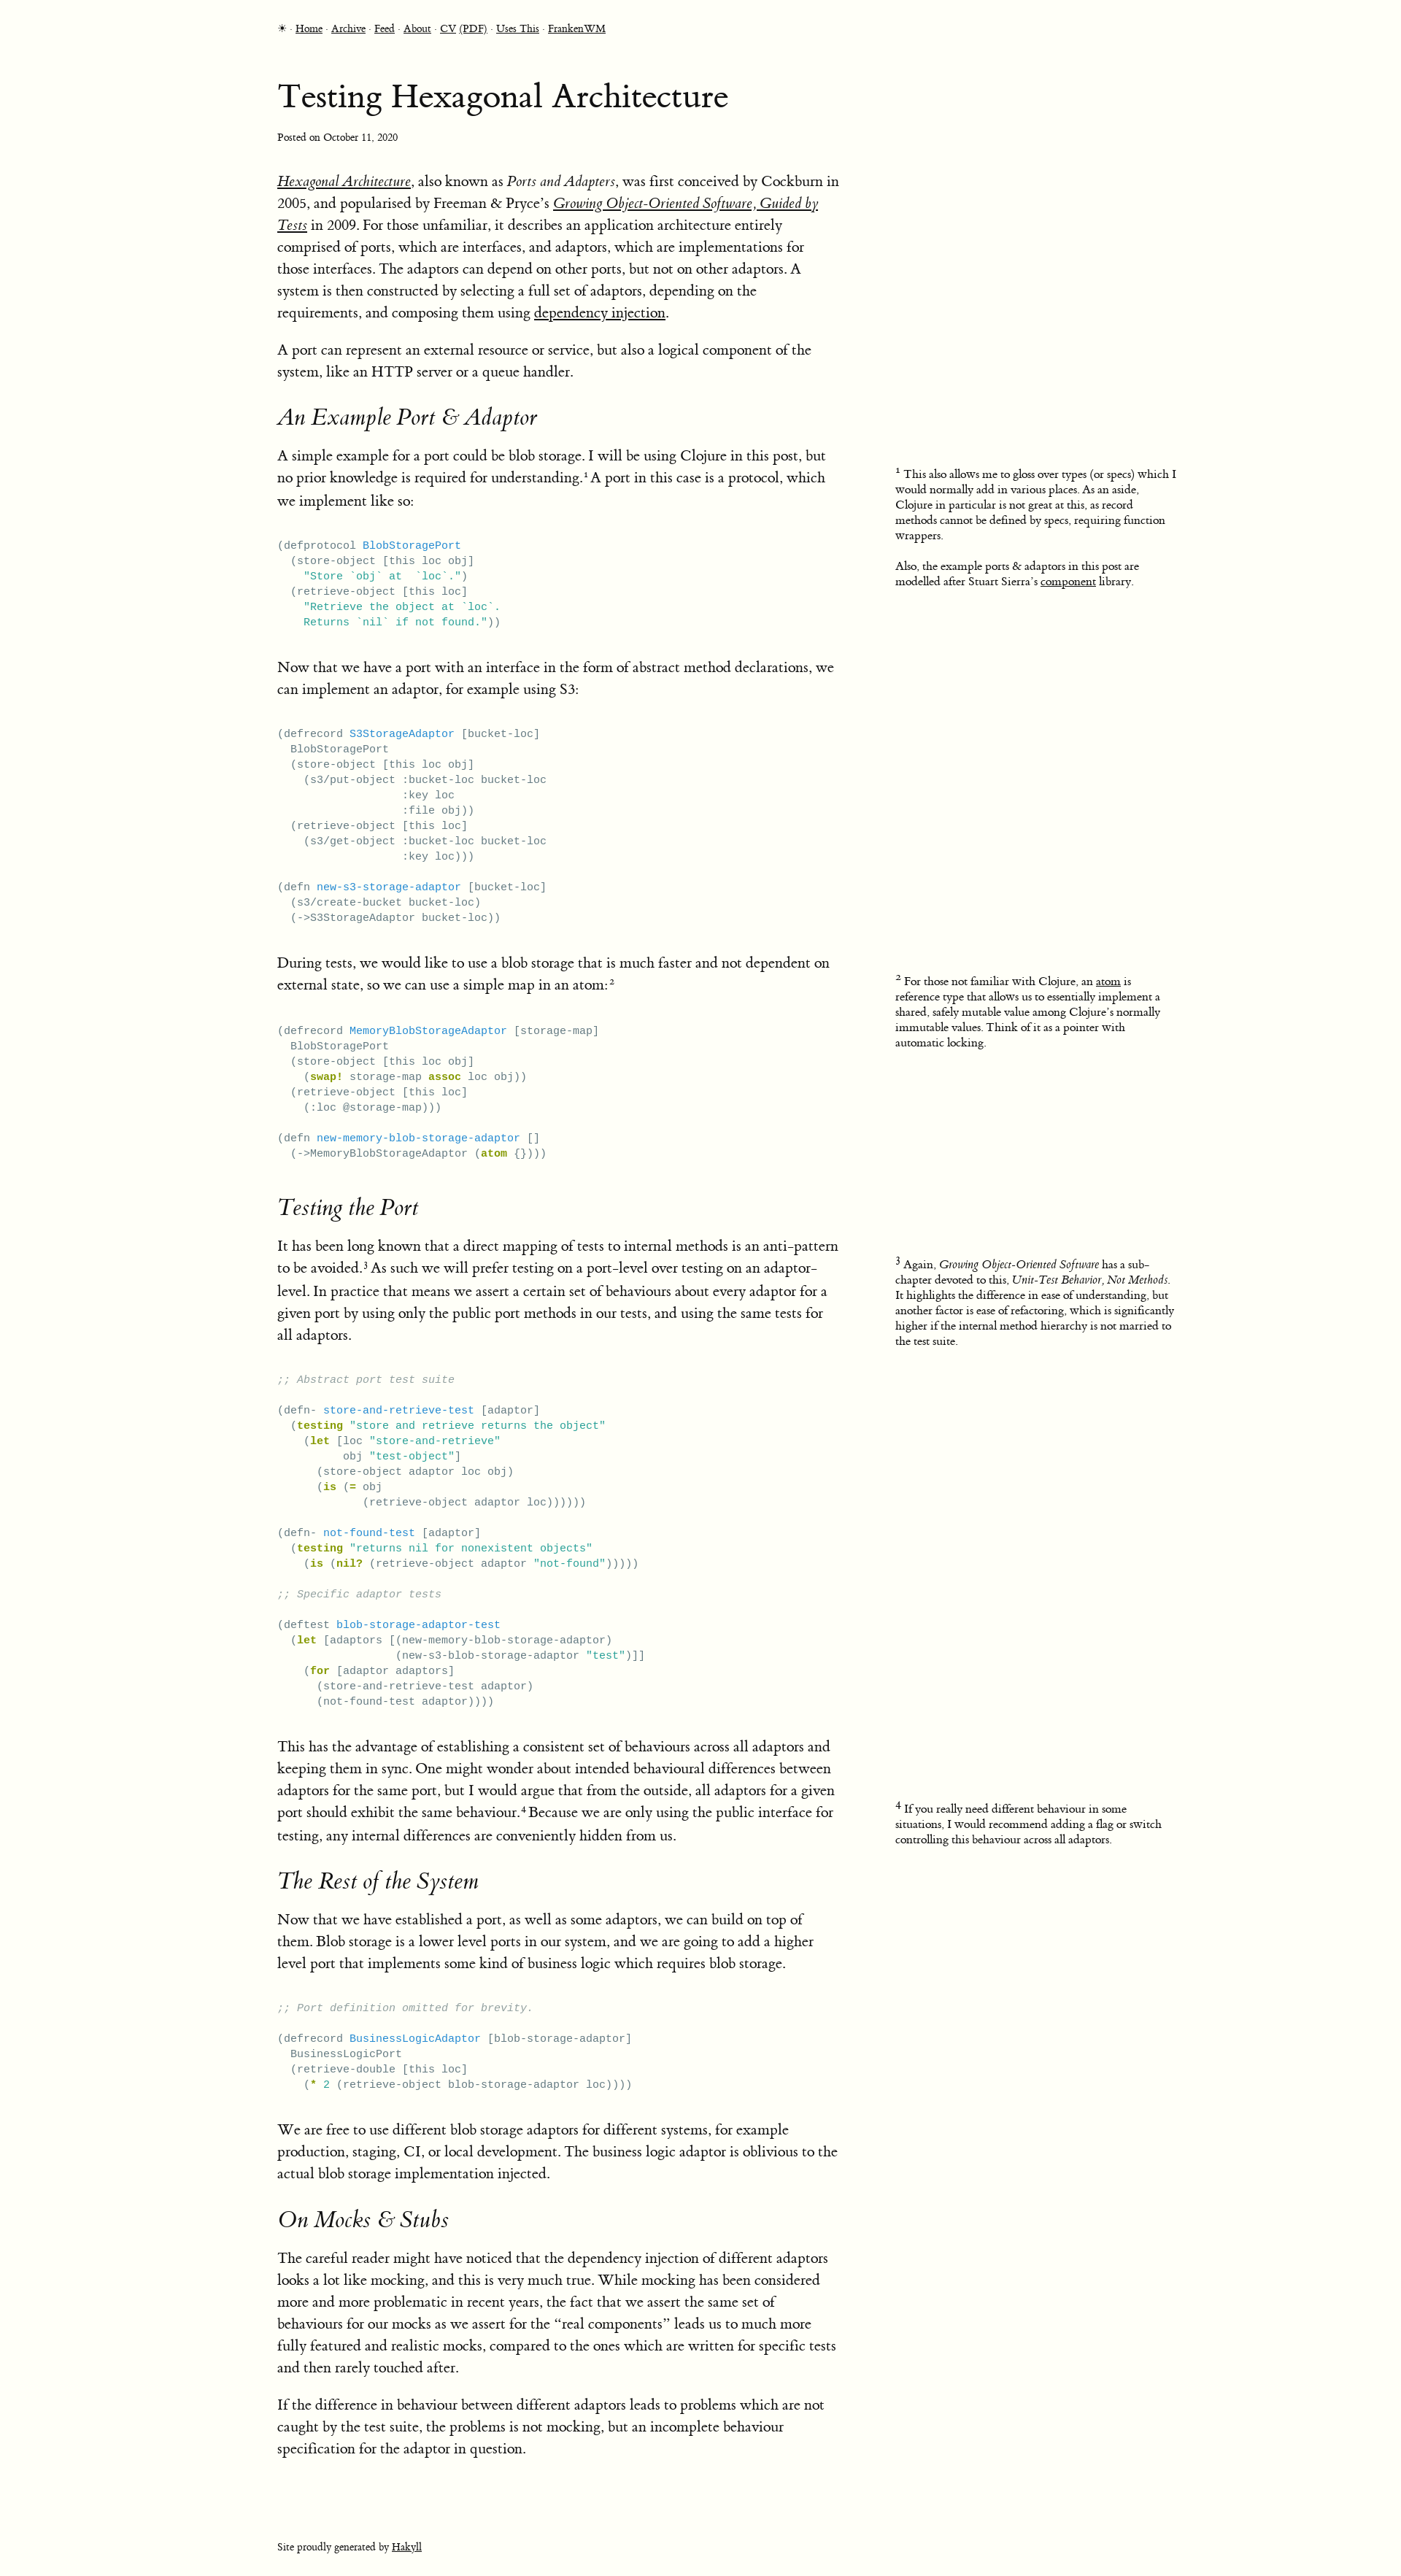 ☀ · Home · Archive · Feed · About · CV (PDF) · Uses This · FrankenWM
Testing Hexagonal Architecture
Posted on October 11, 2020
Hexagonal Architecture, also known as Ports and Adapters, was first conceived by Cockburn in
2005, and popularised by Freeman & Pryce’s Growing Object-Oriented Software, Guided by
Tests in 2009. For those unfamiliar, it describes an application architecture entirely
comprised of ports, which are interfaces, and adaptors, which are implementations for
those interfaces. The adaptors can depend on other ports, but not on other adaptors. A
system is then constructed by selecting a full set of adaptors, depending on the
requirements, and composing them using dependency injection.
A port can represent an external resource or service, but also a logical component of the
system, like an HTTP server or a queue handler.
An Example Port & Adaptor
A simple example for a port could be blob storage. I will be using Clojure in this post, but
no prior knowledge is required for understanding.¹ A port in this case is a protocol, which
we implement like so:
¹ This also allows me to gloss over types (or specs) which I
would normally add in various places. As an aside,
Clojure in particular is not great at this, as record
methods cannot be defined by specs, requiring function
wrappers.
Also, the example ports & adaptors in this post are
modelled after Stuart Sierra’s component library.
(defprotocol BlobStoragePort
  (store-object [this loc obj]
    "Store `obj` at  `loc`.")
  (retrieve-object [this loc]
    "Retrieve the object at `loc`.
    Returns `nil` if not found."))
Now that we have a port with an interface in the form of abstract method declarations, we
can implement an adaptor, for example using S3:
(defrecord S3StorageAdaptor [bucket-loc]
  BlobStoragePort
  (store-object [this loc obj]
    (s3/put-object :bucket-loc bucket-loc
                   :key loc
                   :file obj))
  (retrieve-object [this loc]
    (s3/get-object :bucket-loc bucket-loc
                   :key loc)))
(defn new-s3-storage-adaptor [bucket-loc]
  (s3/create-bucket bucket-loc)
  (->S3StorageAdaptor bucket-loc))
During tests, we would like to use a blob storage that is much faster and not dependent on
external state, so we can use a simple map in an atom:²
² For those not familiar with Clojure, an atom is
reference type that allows us to essentially implement a
shared, safely mutable value among Clojure’s normally
immutable values. Think of it as a pointer with
automatic locking.
(defrecord MemoryBlobStorageAdaptor [storage-map]
  BlobStoragePort
  (store-object [this loc obj]
    (swap! storage-map assoc loc obj))
  (retrieve-object [this loc]
    (:loc @storage-map)))
(defn new-memory-blob-storage-adaptor []
  (->MemoryBlobStorageAdaptor (atom {})))
Testing the Port
It has been long known that a direct mapping of tests to internal methods is an anti-pattern
to be avoided.³ As such we will prefer testing on a port-level over testing on an adaptor-
level. In practice that means we assert a certain set of behaviours about every adaptor for a
given port by using only the public port methods in our tests, and using the same tests for
all adaptors.
³ Again, Growing Object-Oriented Software has a sub-
chapter devoted to this, Unit-Test Behavior, Not Methods.
It highlights the difference in ease of understanding, but
another factor is ease of refactoring, which is significantly
higher if the internal method hierarchy is not married to
the test suite.
;; Abstract port test suite
(defn- store-and-retrieve-test [adaptor]
  (testing "store and retrieve returns the object"
    (let [loc "store-and-retrieve"
          obj "test-object"]
      (store-object adaptor loc obj)
      (is (= obj
             (retrieve-object adaptor loc))))))
(defn- not-found-test [adaptor]
  (testing "returns nil for nonexistent objects"
    (is (nil? (retrieve-object adaptor "not-found")))))
;; Specific adaptor tests
(deftest blob-storage-adaptor-test
  (let [adaptors [(new-memory-blob-storage-adaptor)
                  (new-s3-blob-storage-adaptor "test")]]
    (for [adaptor adaptors]
      (store-and-retrieve-test adaptor)
      (not-found-test adaptor))))
This has the advantage of establishing a consistent set of behaviours across all adaptors and
keeping them in sync. One might wonder about intended behavioural differences between
adaptors for the same port, but I would argue that from the outside, all adaptors for a given
port should exhibit the same behaviour.⁴ Because we are only using the public interface for
testing, any internal differences are conveniently hidden from us.
⁴ If you really need different behaviour in some
situations, I would recommend adding a flag or switch
controlling this behaviour across all adaptors.
The Rest of the System
Now that we have established a port, as well as some adaptors, we can build on top of
them. Blob storage is a lower level ports in our system, and we are going to add a higher
level port that implements some kind of business logic which requires blob storage.
;; Port definition omitted for brevity.
(defrecord BusinessLogicAdaptor [blob-storage-adaptor]
  BusinessLogicPort
  (retrieve-double [this loc]
    (* 2 (retrieve-object blob-storage-adaptor loc))))
We are free to use different blob storage adaptors for different systems, for example
production, staging, CI, or local development. The business logic adaptor is oblivious to the
actual blob storage implementation injected.
On Mocks & Stubs
The careful reader might have noticed that the dependency injection of different adaptors
looks a lot like mocking, and this is very much true. While mocking has been considered
more and more problematic in recent years, the fact that we assert the same set of
behaviours for our mocks as we assert for the “real components” leads us to much more
fully featured and realistic mocks, compared to the ones which are written for specific tests
and then rarely touched after.
If the difference in behaviour between different adaptors leads to problems which are not
caught by the test suite, the problems is not mocking, but an incomplete behaviour
specification for the adaptor in question.
Site proudly generated by Hakyll